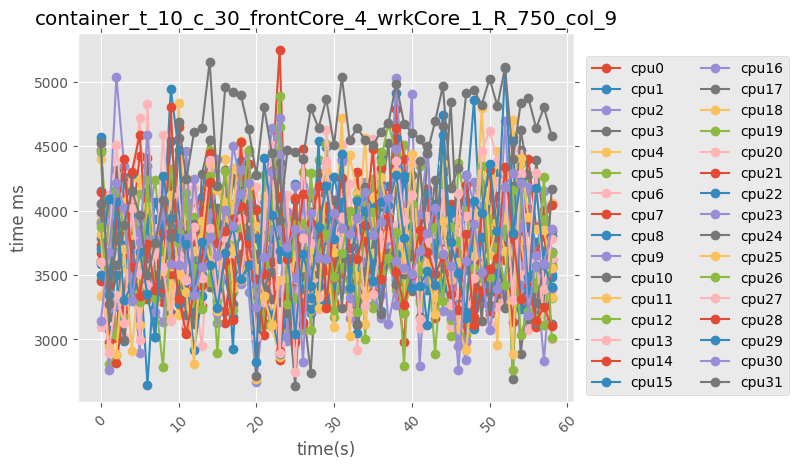 container_t_10_c_30_frontCore_4_wrkCore_1_R_750_col_9
time ms
5000
4500
4000
3500
3000
0
10
20
30
40
50
60
time(s)
cpu0
cpu1
cpu2
cpu3
cpu4
cpu5
cpu6
cpu7
cpu8
cpu9
cpu10
cpu11
cpu12
cpu13
cpu14
cpu15
cpu16
cpu17
cpu18
cpu19
cpu20
cpu21
cpu22
cpu23
cpu24
cpu25
cpu26
cpu27
cpu28
cpu29
cpu30
cpu31